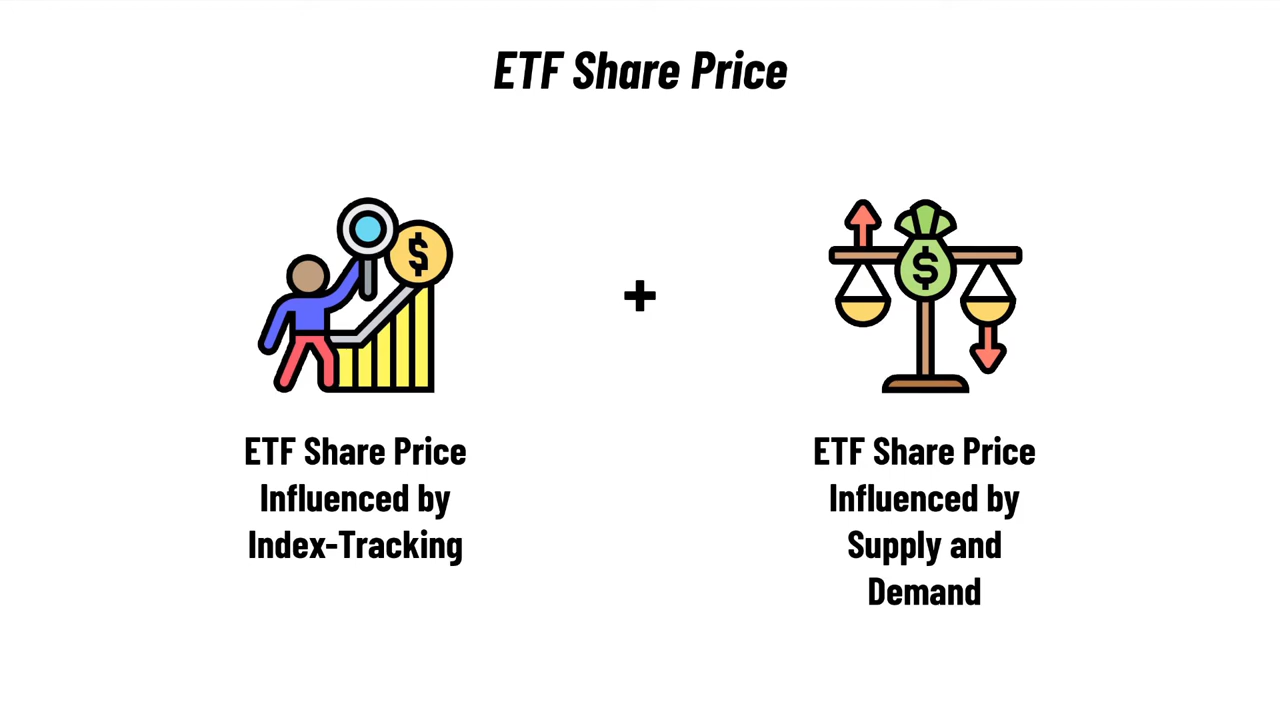 ETF Share Price
$
+
$
ETF Share Price
Influenced by
Index-Tracking
ETF Share Price
Influenced by
Supply and
Demand